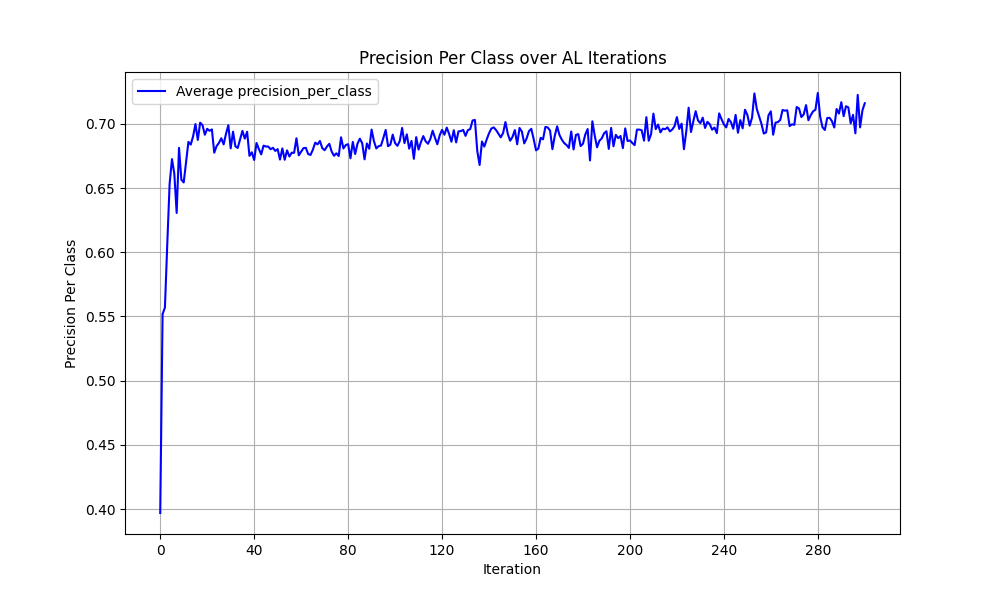 Precision Per Class over AL Iterations
Average precision_per_class
Precision Per Class
0.70
0.65
0.60
0.55
0.50
0.45
0.40
0 40 80 120 160 200 240 280
Iteration